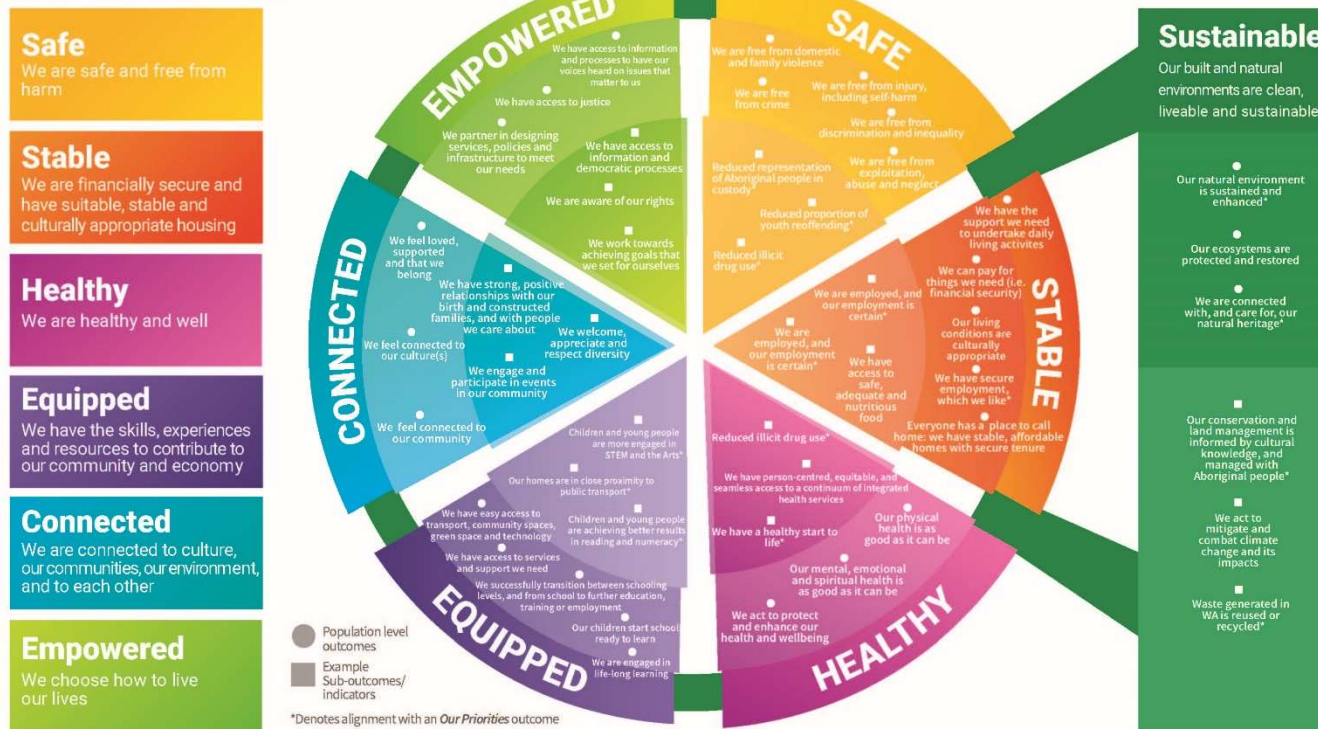 Safe
We are safe and free from
harm
Stable
We are financially secure and
have suitable, stable and
culturally appropriate housing
Healthy
We are healthy and well
Equipped
We have the skills, experiences
and resources to contribute to
our community and economy
Connected
We are connected to culture,
our communities, our environment,
and to each other
Empowered
We choose how to live
our lives
EMPOWERED
We have access to information
and processes to have our
voices heard on issues that
matter to us
We have access to justice
We partner in designing
services, policies and
infrastructure to meet
our needs
We have access to
information and
democratic processes
We are aware of our rights
We work towards
achieving goals that
we set for ourselves
SAFE
We are free from domestic
and family violence
We are free
from crime
We are free from injury,
including self-harm
We are free from
discrimination and inequality
We are free from
exploitation,
abuse and neglect
Reduced representation
of Aboriginal people in
custody*
Reduced proportion of
youth reoffending*
Reduced illicit
drug use*
STABLE
We have the
support we need
to undertake daily
living activites
We can pay for
things we need (i.e.
financial security)
Our living
conditions are
culturally
appropriate
We have secure
employment,
which we like*
Everyone has a place to call
home: we have stable, affordable
homes with secure tenure
We are employed, and
our employment is
certain*
We are
employed, and
our employment
is certain*
We have
access to
safe,
adequate and
nutritious
food
HEALTHY
Reduced illicit drug use*
We have person-centred, equitable, and
seamless access to a continuum of integrated
health services
We have a healthy start to
life*
Our physical
health is as
good as it can be
Our mental, emotional
and spiritual health is
as good as it can be
We act to protect
and enhance our
health and wellbeing
EQUIPPED
Children and young people
are more engaged in
STEM and the Arts*
Our homes are in close proximity to
public transport*
Children and young people
are achieving better results
in reading and numeracy*
We have easy access to
transport, community spaces,
green space and technology
We have access to services
and support we need
We successfully transition between schooling
levels, and from school to further education,
training or employment
Our children start school
ready to learn
We are engaged in
life-long learning
CONNECTED
We feel loved,
supported
and that we
belong
We feel connected to
our culture(s)
We feel connected to
our community
We have strong, positive
relationships with our
birth and constructed
families, and with people
we care about
We welcome,
appreciate and
respect diversity
We engage and
participate in events
in our community
Population level
outcomes
Example
Sub-outcomes/
indicators
*Denotes alignment with an Our Priorities outcome
Sustainable
Our built and natural
environments are clean,
liveable and sustainable
Our natural environment
is sustained and
enhanced*
Our ecosystems are
protected and restored
We are connected
with, and care for, our
natural heritage*
Our conservation and
land management is
informed by cultural
knowledge, and
managed with
Aboriginal people*
We act to
mitigate and
combat climate
change and its
impacts
Waste generated in
WA is reused or
recycled*